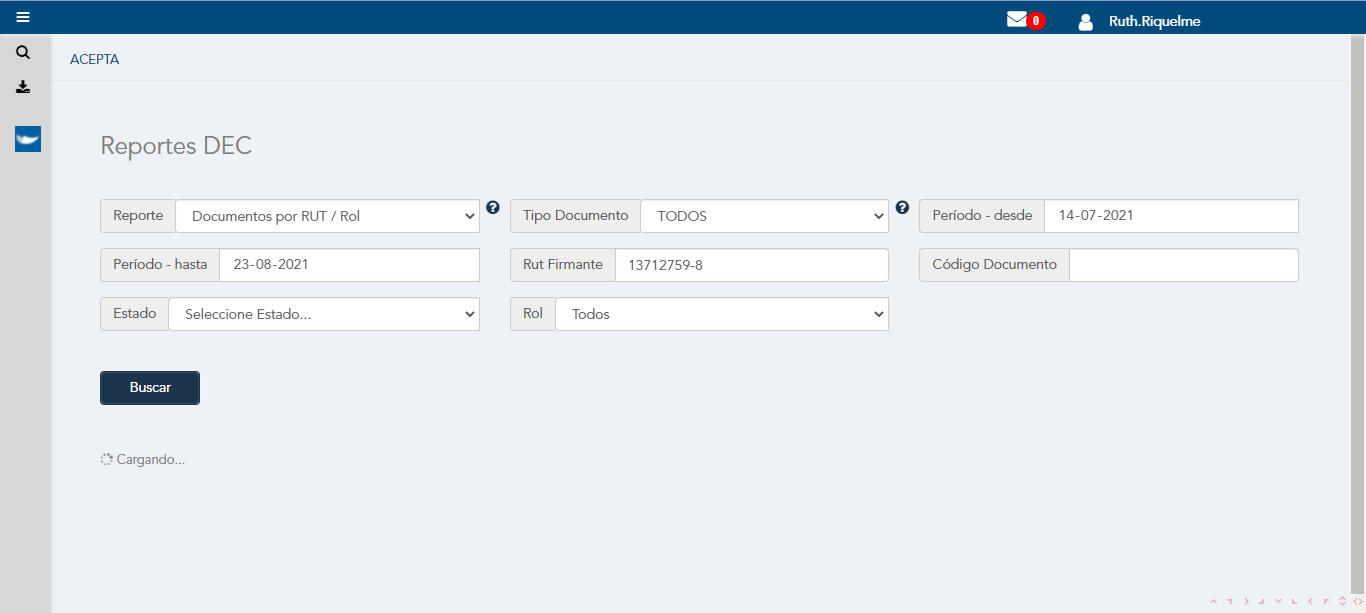 0 Ruth.Riquelme
ACEPTA
Reportes DEC
Reporte Documentos por RUT / Rol ? Tipo Documento TODOS ? Período - desde 14-07-2021
Período - hasta 23-08-2021 Rut Firmante 13712759-8 Código Documento
Estado Seleccione Estado... Rol Todos
Buscar
Cargando...